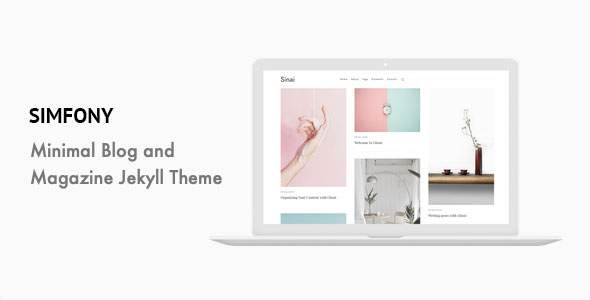 SIMFONY
Minimal Blog and
Magazine Jekyll Theme
Sinai
Home About Tags Elements Contact
Welcome to Ghost
Organizing Your Content with Ghost
Writing posts with Ghost